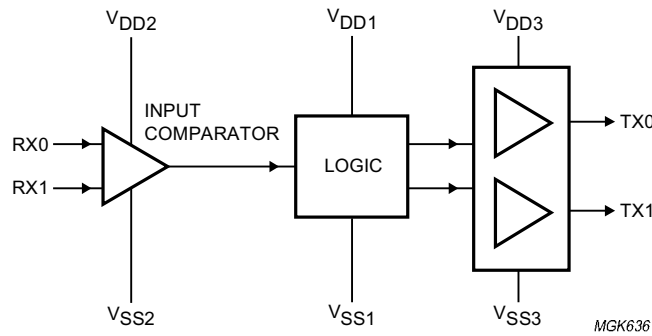 VDD2
VDD1
VDD3
INPUT
COMPARATOR
RX0
RX1
LOGIC
TX0
TX1
VSS2
VSS1
VSS3
MGK636